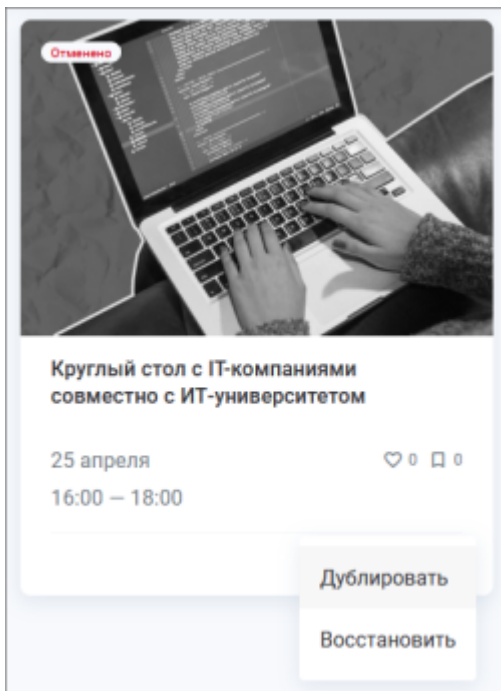 Отменено
Круглый стол с IT-компаниями
совместно с ИТ-университетом
25 апреля
0 0
16:00 — 18:00
Дублировать
Восстановить